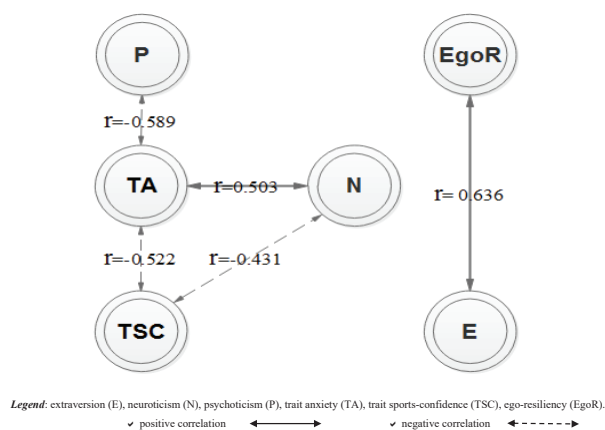 P
EgoR
r=-0.589
TA
r=0.503
N
r= 0.636
r=-0.522
r=-0.431
TSC
E
Legend: extraversion (E), neuroticism (N), psychoticism (P), trait anxiety (TA), trait sports-confidence (TSC), ego-resiliency (EgoR).
✓ positive correlation ✓ negative correlation